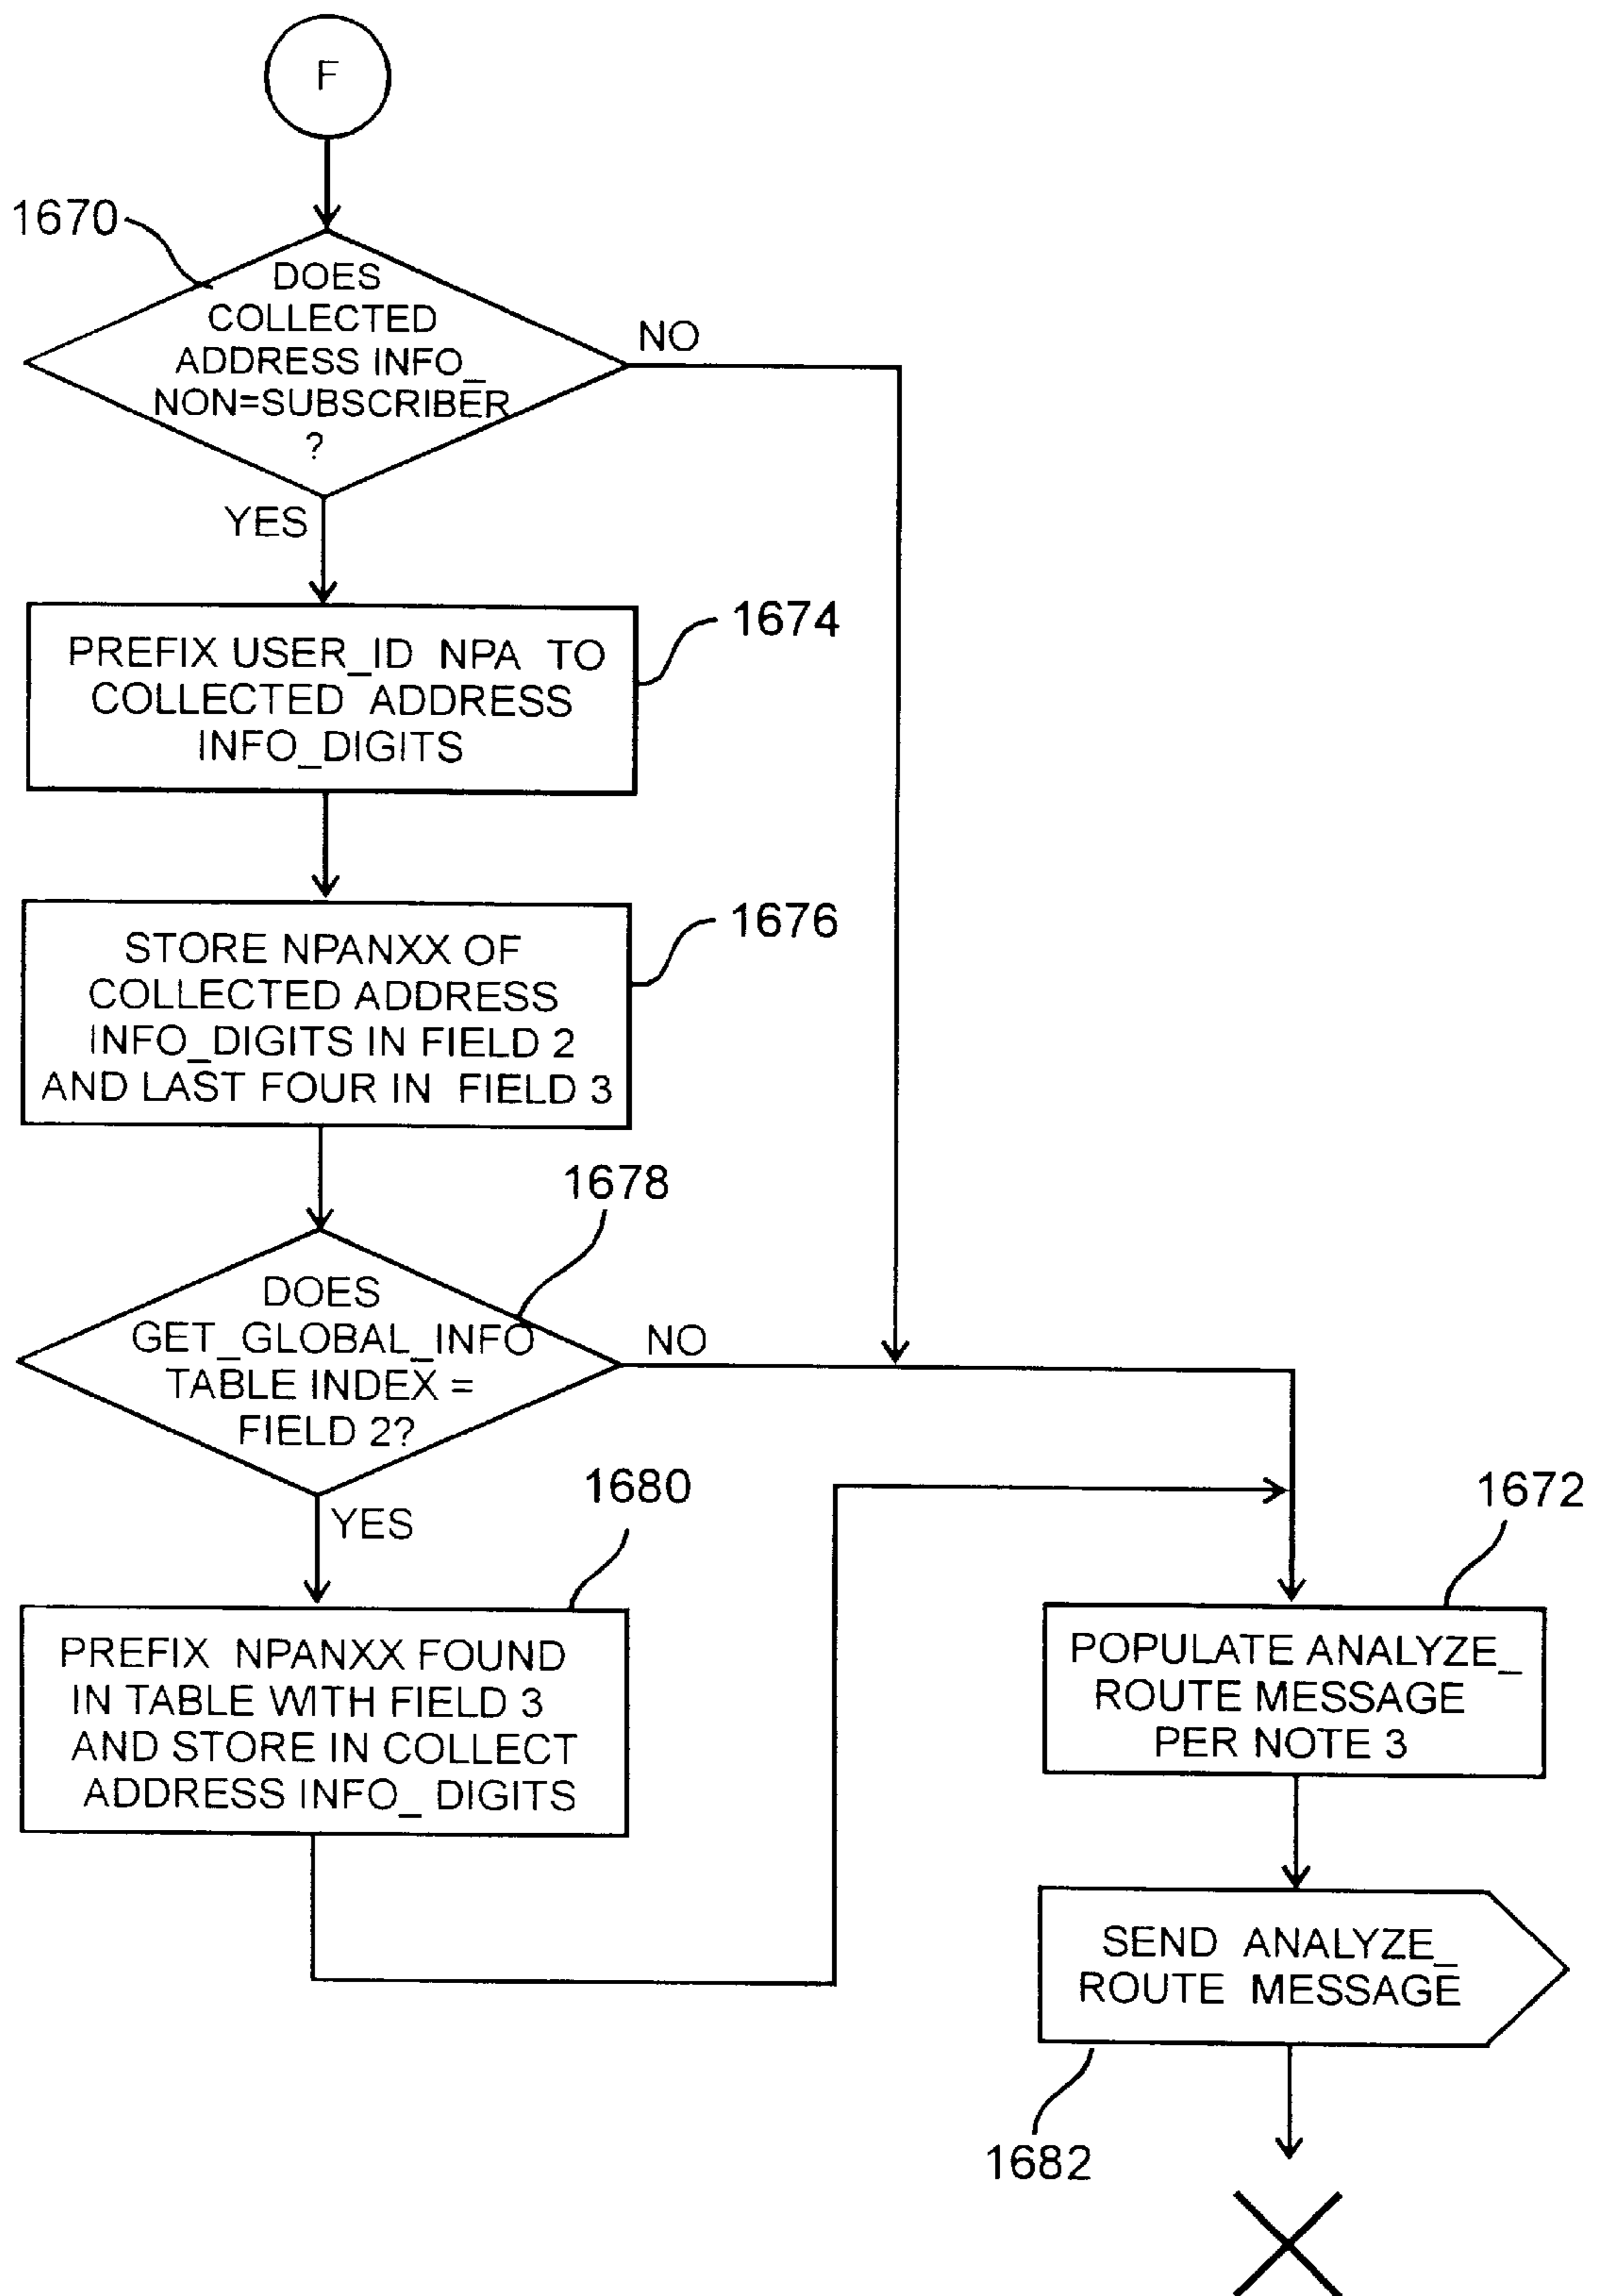 F
1670
DOES
COLLECTED
ADDRESS INFO_
NON=SUBSCRIBER
?
NO
YES
PREFIX USER_ID NPA TO
COLLECTED ADDRESS
INFO_DIGITS
1674
STORE NPANXX OF
COLLECTED ADDRESS
INFO_DIGITS IN FIELD 2
AND LAST FOUR IN FIELD 3
1676
1678
DOES
GET_GLOBAL_INFO
TABLE INDEX =
FIELD 2?
NO
YES
1680
PREFIX NPANXX FOUND
IN TABLE WITH FIELD 3
AND STORE IN COLLECT
ADDRESS INFO_ DIGITS
1672
POPULATE ANALYZE_
ROUTE MESSAGE
PER NOTE 3
SEND ANALYZE_
ROUTE MESSAGE
1682